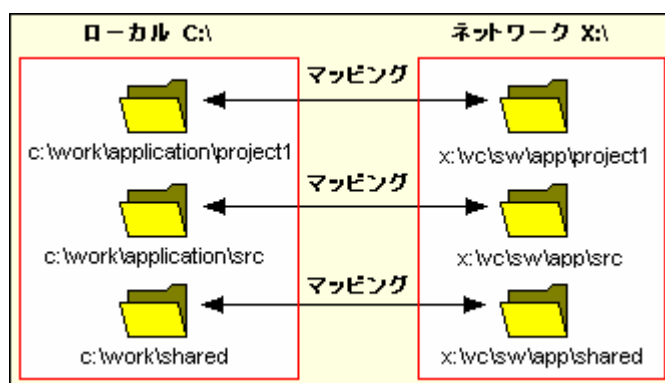 ローカル C:\
ネットワーク X:\
マッピング
c:\work\application\project1
x:\vc\sw\app\project1
マッピング
c:\work\application\src
x:\vc\sw\app\src
マッピング
c:\work\shared
x:\vc\sw\app\shared